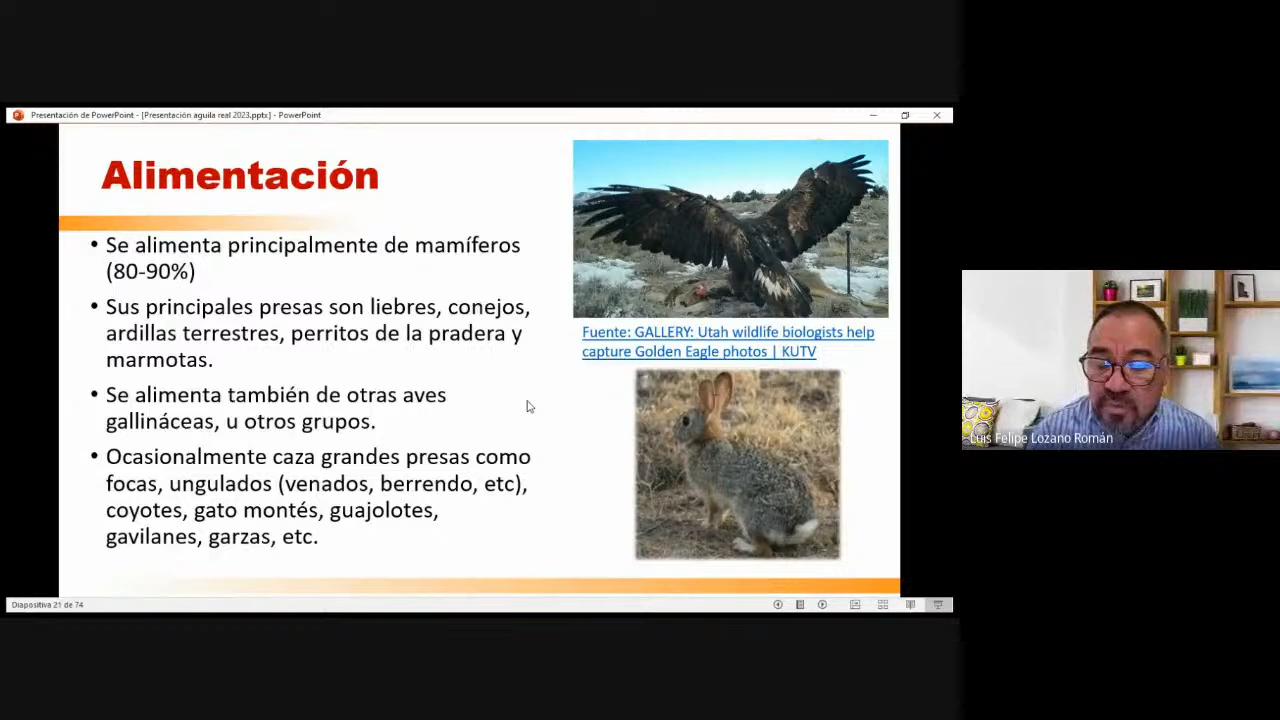 Presentación de PowerPoint - [Presentación aguila real 2023.pptx] - PowerPoint
Alimentación
• Se alimenta principalmente de mamíferos
(80-90%)
• Sus principales presas son liebres, conejos,
ardillas terrestres, perritos de la pradera y
marmotas.
• Se alimenta también de otras aves
gallináceas, u otros grupos.
• Ocasionalmente caza grandes presas como
focas, ungulados (venados, berrendo, etc),
coyotes, gato montés, guajolotes,
gavilanes, garzas, etc.
Fuente: GALLERY: Utah wildlife biologists help
capture Golden Eagle photos | KUTV
Luis Felipe Lozano Román
Diapositiva 21 de 74